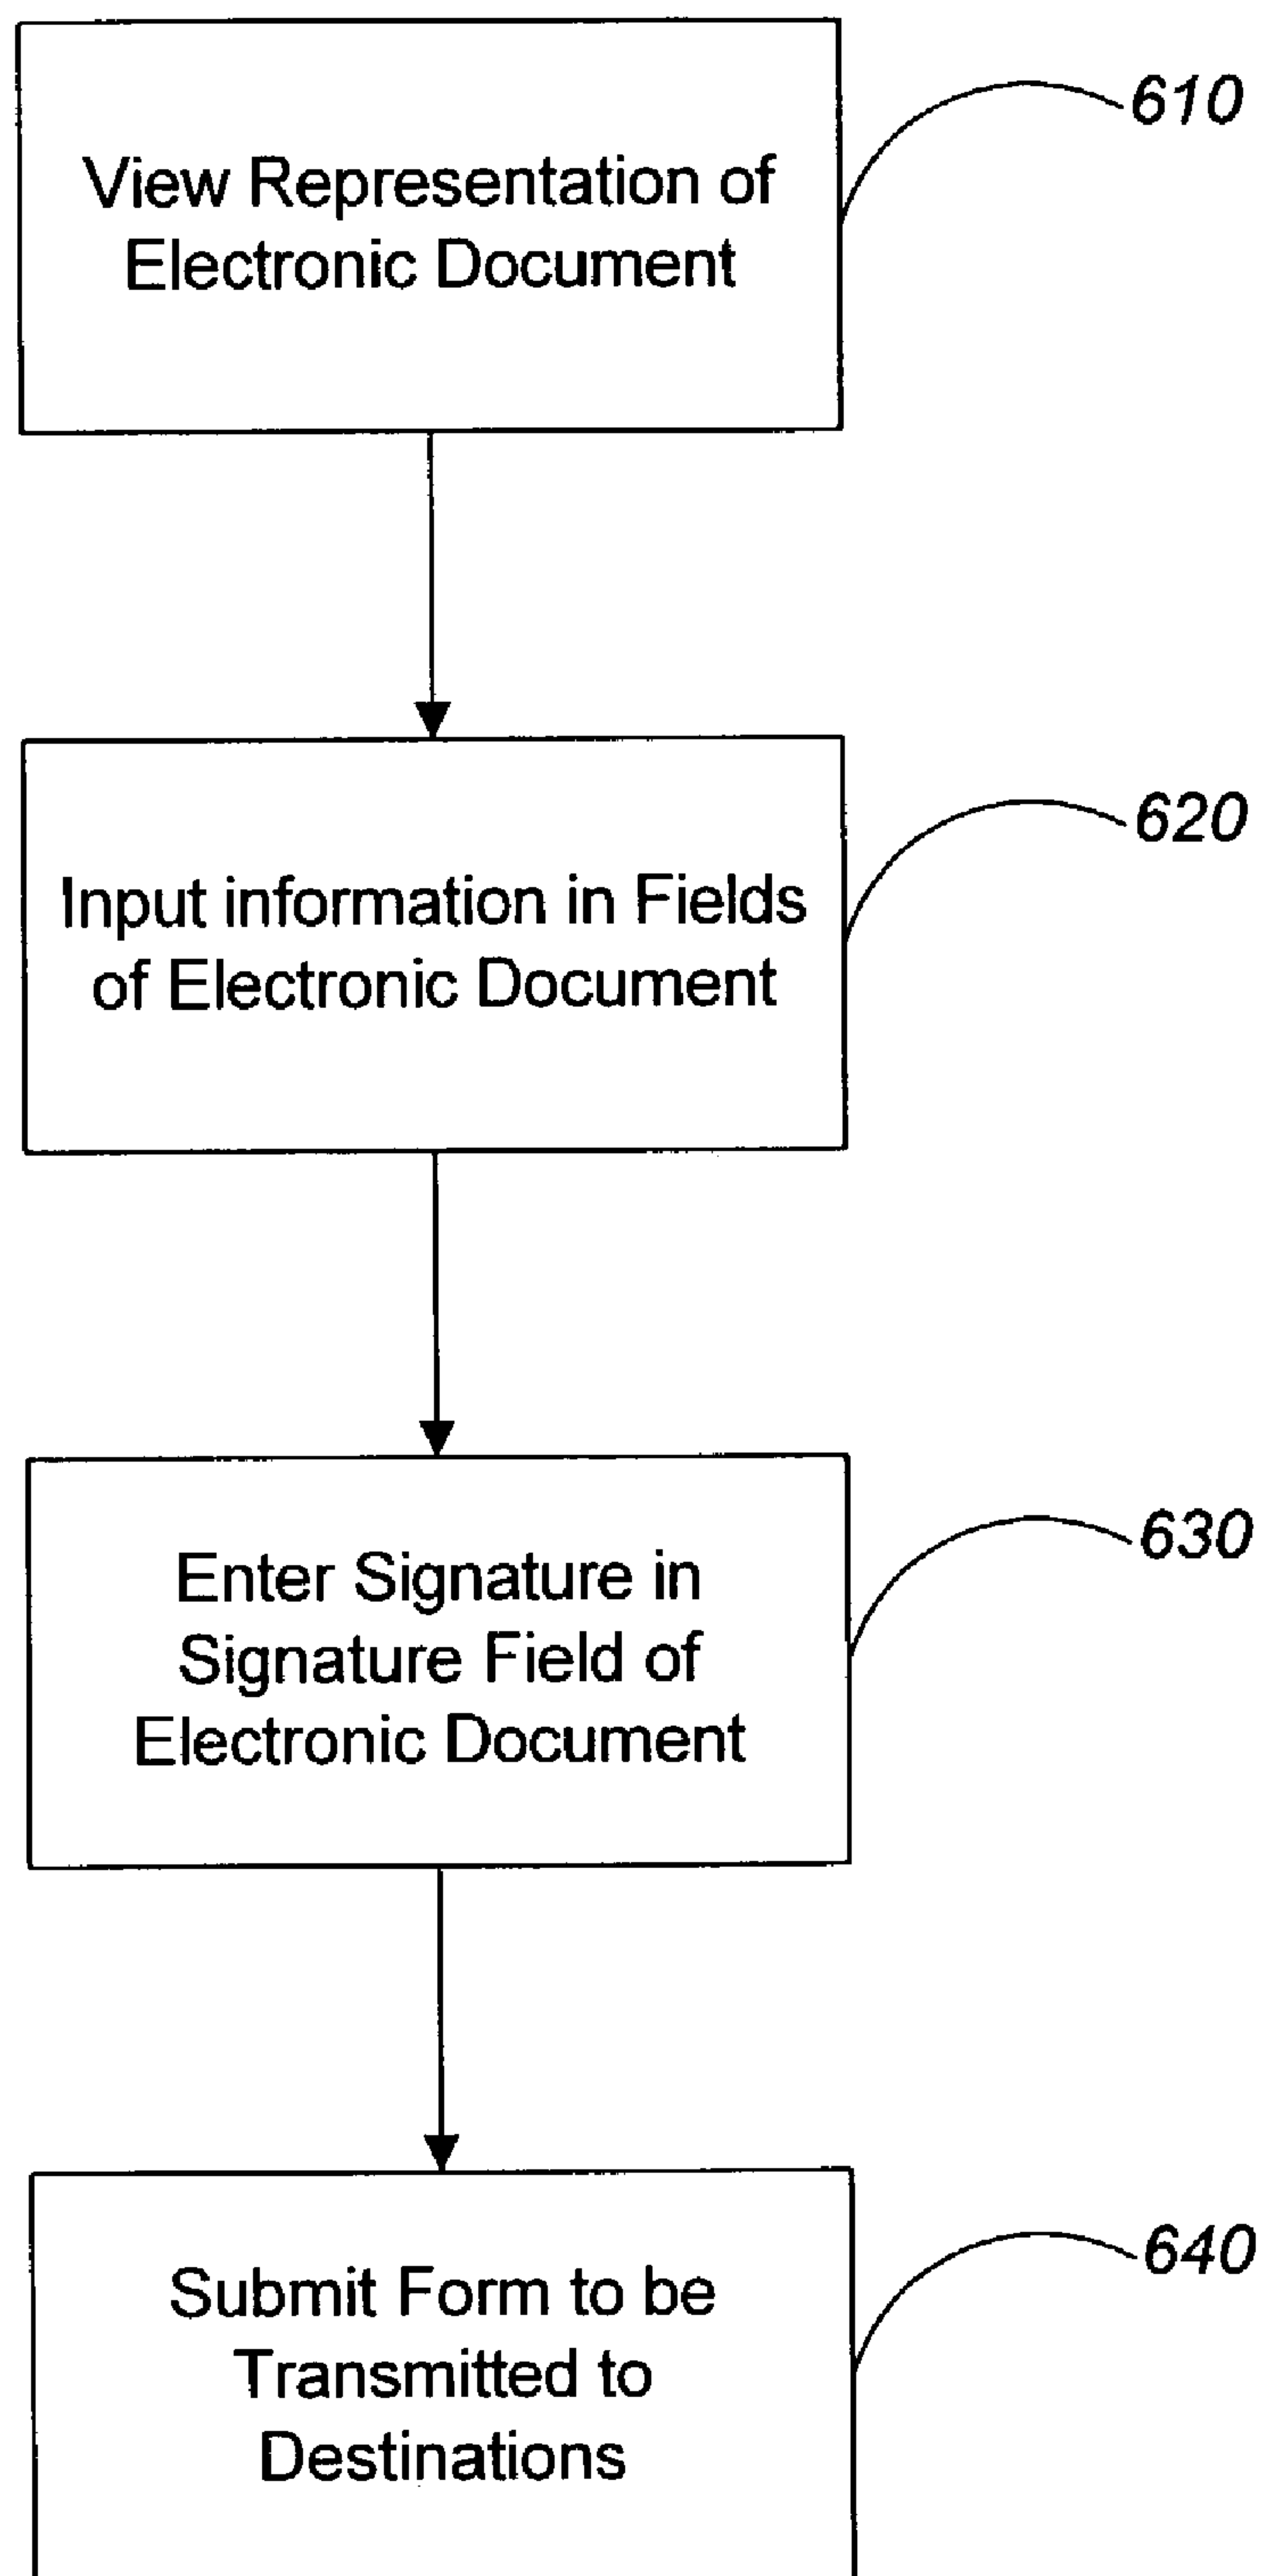 610
View Representation of
Electronic Document
620
Input information in Fields
of Electronic Document
630
Enter Signature in
Signature Field of
Electronic Document
640
Submit Form to be
Transmitted to
Destinations